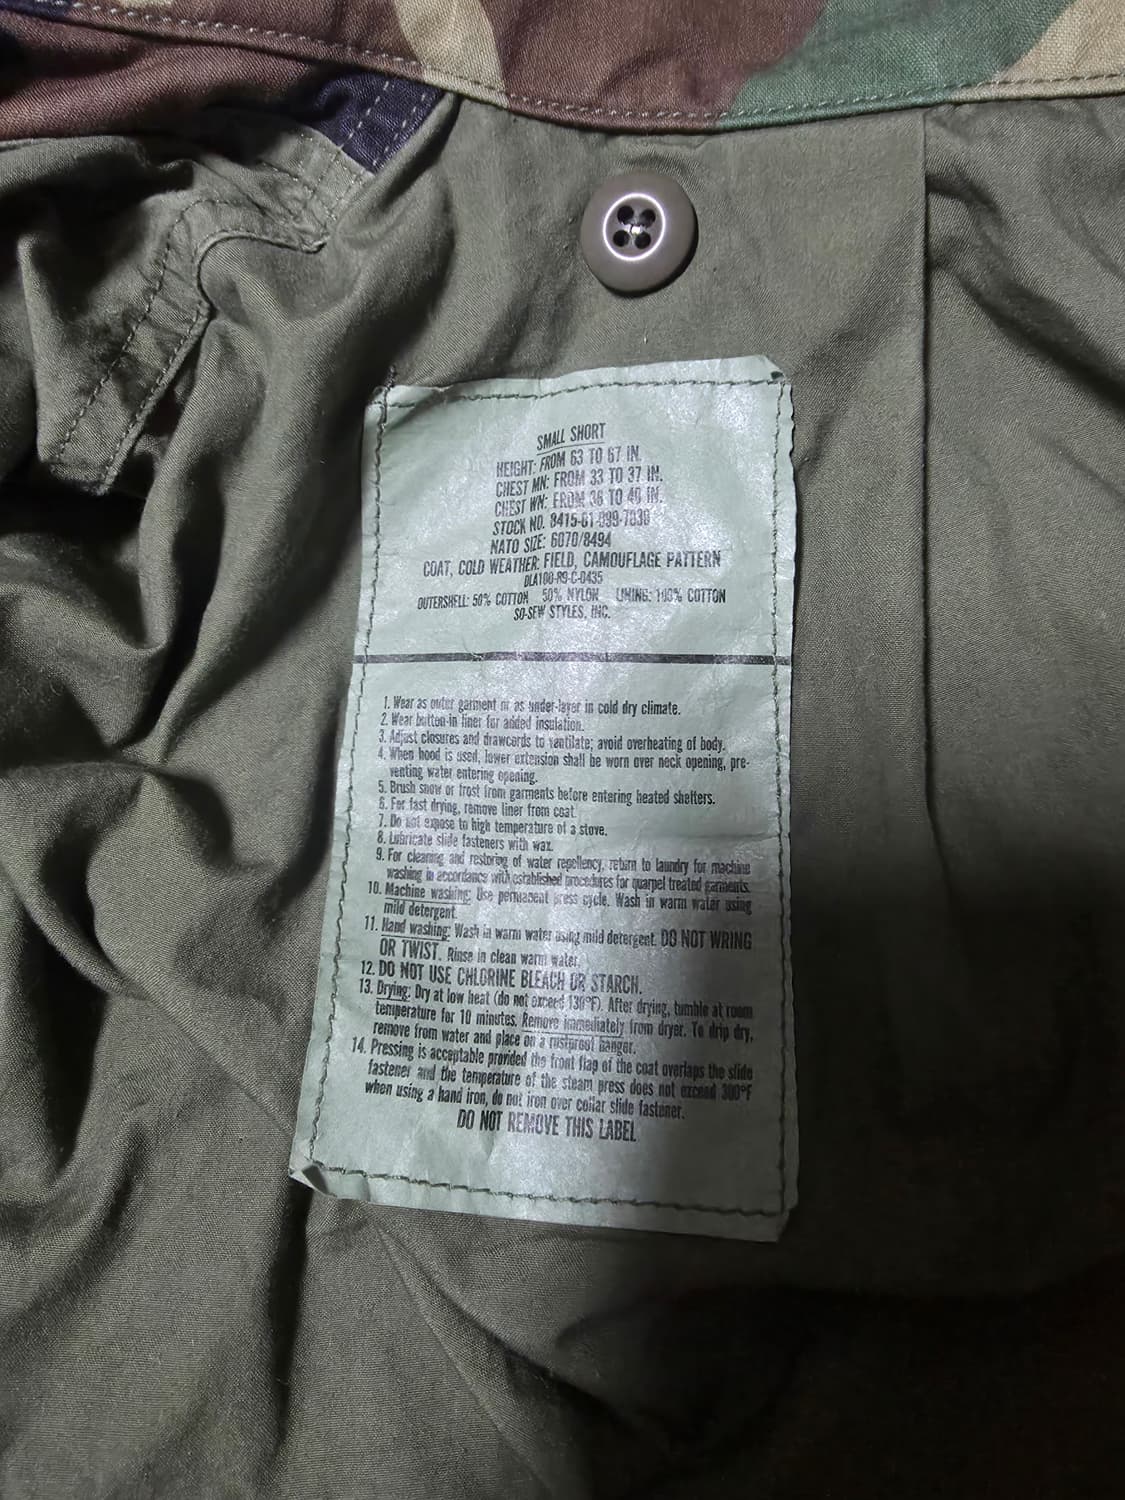 SMALL SHORT
HEIGHT: FROM 63 TO 67 IN.
CHEST MN: FROM 33 TO 37 IN.
CHEST WN: FROM 36 TO 40 IN.
STOCK NO. 8415-01-099-7830
NATO SIZE: 6070/8494
COAT, COLD WEATHER: FIELD, CAMOUFLAGE PATTERN
DLA100-89-C-0435
OUTERSHELL: 50% COTTON 50% NYLON LINING: 100% COTTON
SO-SEW STYLES, INC.
1. Wear as outer garment or as under-layer in cold dry climate.
2. Wear button-in liner for added insulation.
3. Adjust closures and drawcords to ventilate; avoid overheating of body.
4. When hood is used, lower extension shall be worn over neck opening, pre-
venting water entering opening.
5. Brush snow or frost from garments before entering heated shelters.
6. For fast drying, remove liner from coat.
7. Do not expose to high temperature of a stove.
8. Lubricate slide fasteners with wax.
9. For cleaning and restoring of water repellency, return to laundry for machine
washing in accordance with established procedures for quarpel treated garments.
10. Machine washing: Use permanent press cycle. Wash in warm water using
mild detergent.
11. Hand washing: Wash in warm water using mild detergent. DO NOT WRING
OR TWIST. Rinse in clean warm water.
12. DO NOT USE CHLORINE BLEACH OR STARCH.
13. Drying: Dry at low heat (do not exceed 130°F). After drying, tumble at room
temperature for 10 minutes. Remove immediately from dryer. To drip dry,
remove from water and place on a rustproof hanger.
14. Pressing is acceptable provided the front flap of the coat overlaps the slide
fastener and the temperature of the steam press does not exceed 300°F
when using a hand iron, do not iron over collar slide fastener.
DO NOT REMOVE THIS LABEL